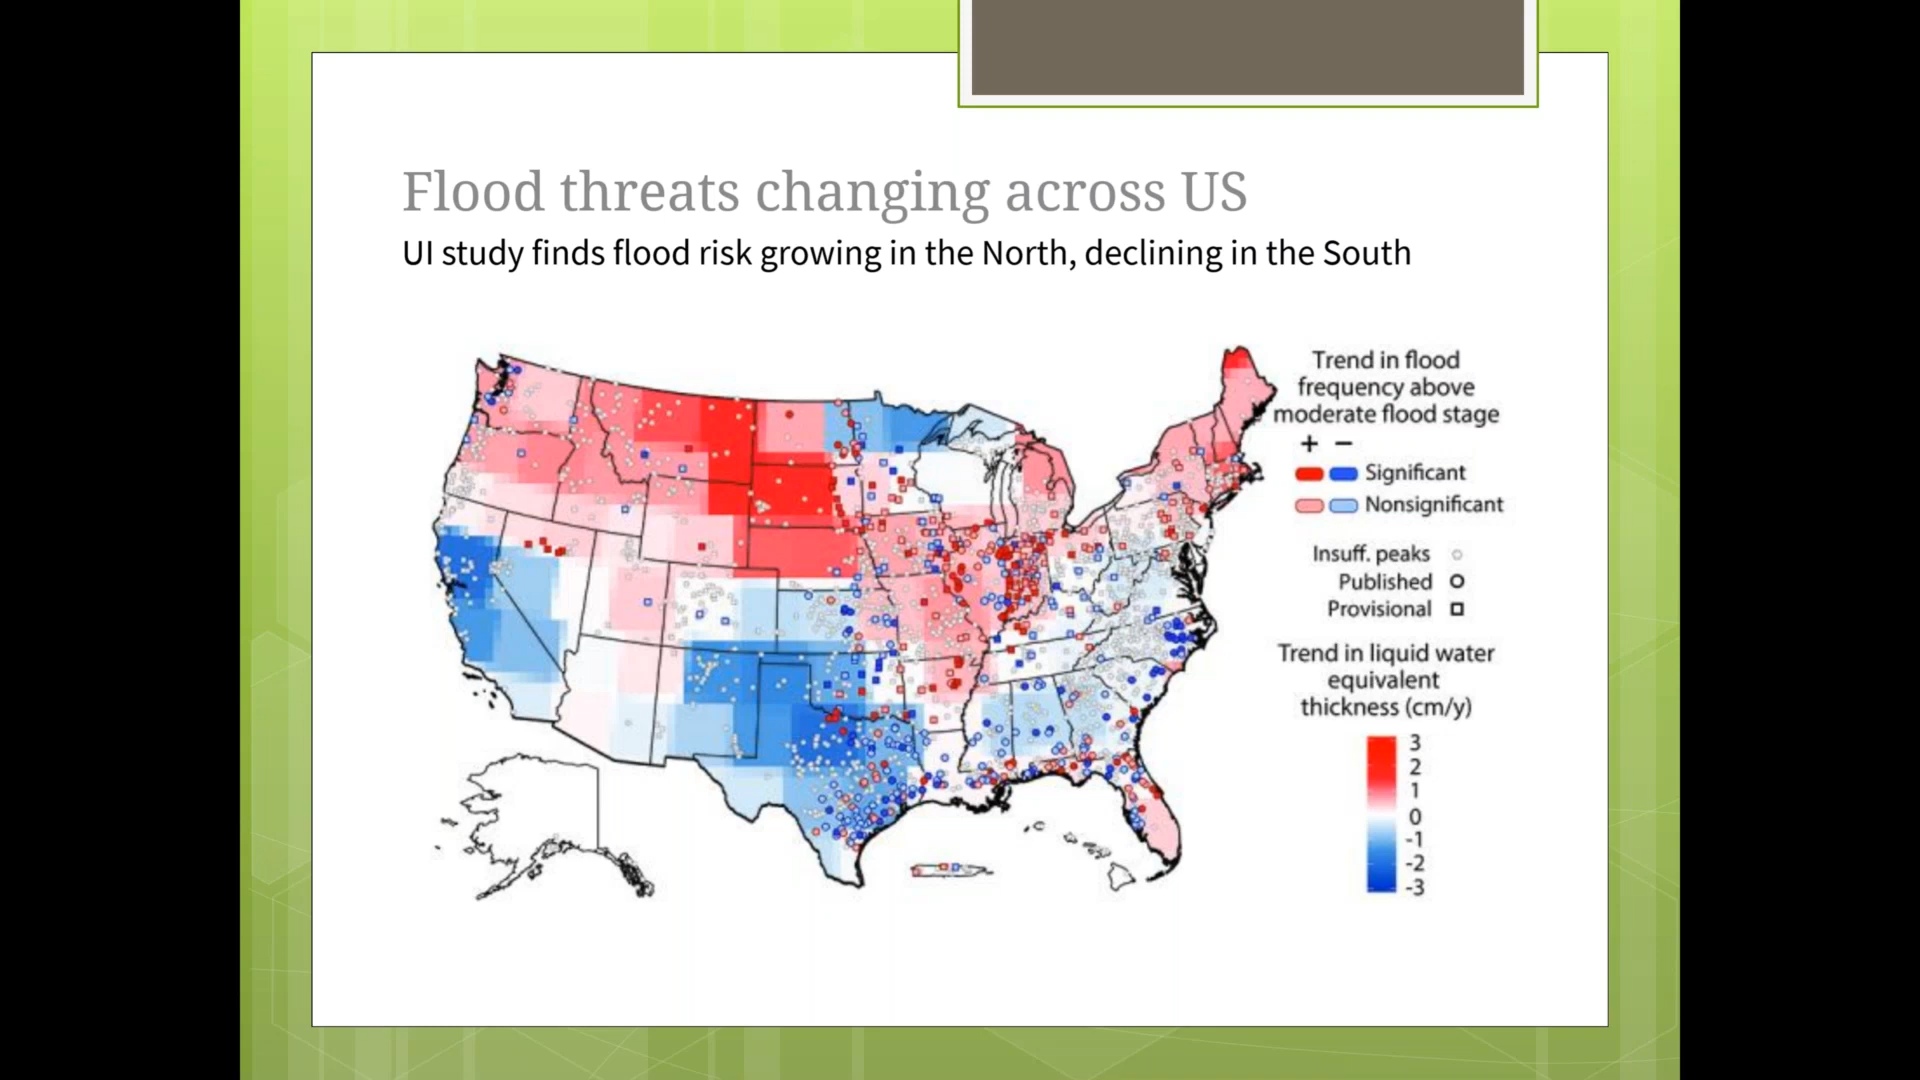 Flood threats changing across US
UI study finds flood risk growing in the North, declining in the South
Trend in flood
frequency above
moderate flood stage
+ −
Significant
Nonsignificant
Insuff. peaks
Published
Provisional
Trend in liquid water
equivalent
thickness (cm/y)
3
2
1
0
-1
-2
-3